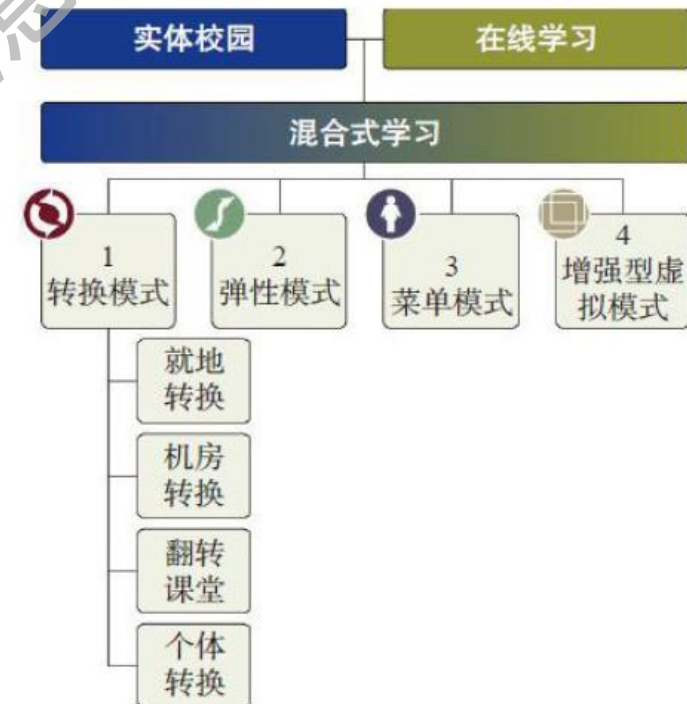 实体校园
在线学习
混合式学习
1
转换模式
2
弹性模式
3
菜单模式
4
增强型虚
拟模式
就地
转换
机房
转换
翻转
课堂
个体
转换